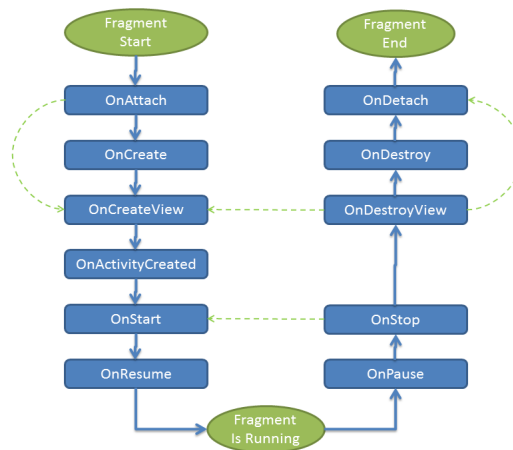 Fragment
Start
OnAttach
OnCreate
OnCreateView
OnActivityCreated
OnStart
OnResume
Fragment
Is Running
Fragment
End
OnDetach
OnDestroy
OnDestroyView
OnStop
OnPause